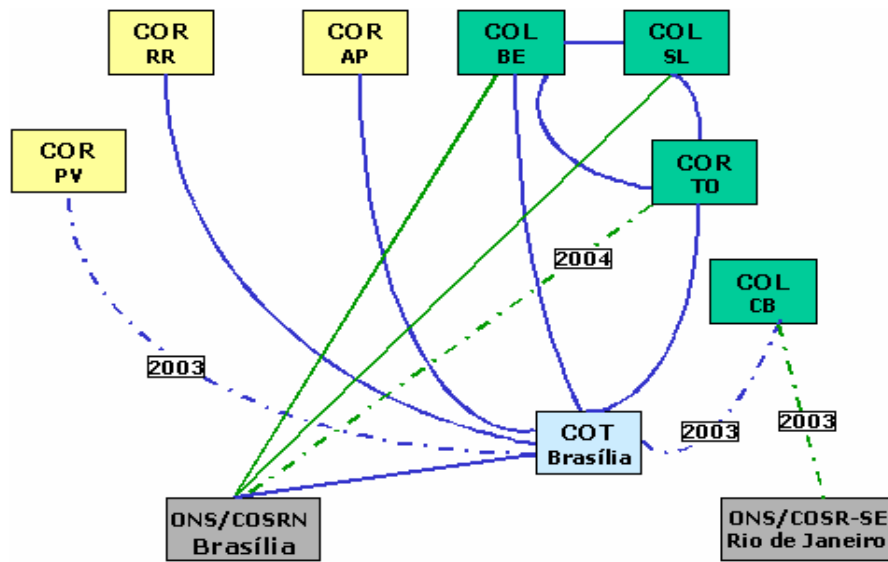 COR
RR
COR
AP
COL
BE
COL
SL
COR
PV
COR
TO
2004
COL
CB
2003
2003
2003
COT
Brasília
ONS/COSRN
Brasília
ONS/COSR-SE
Rio de Janeiro